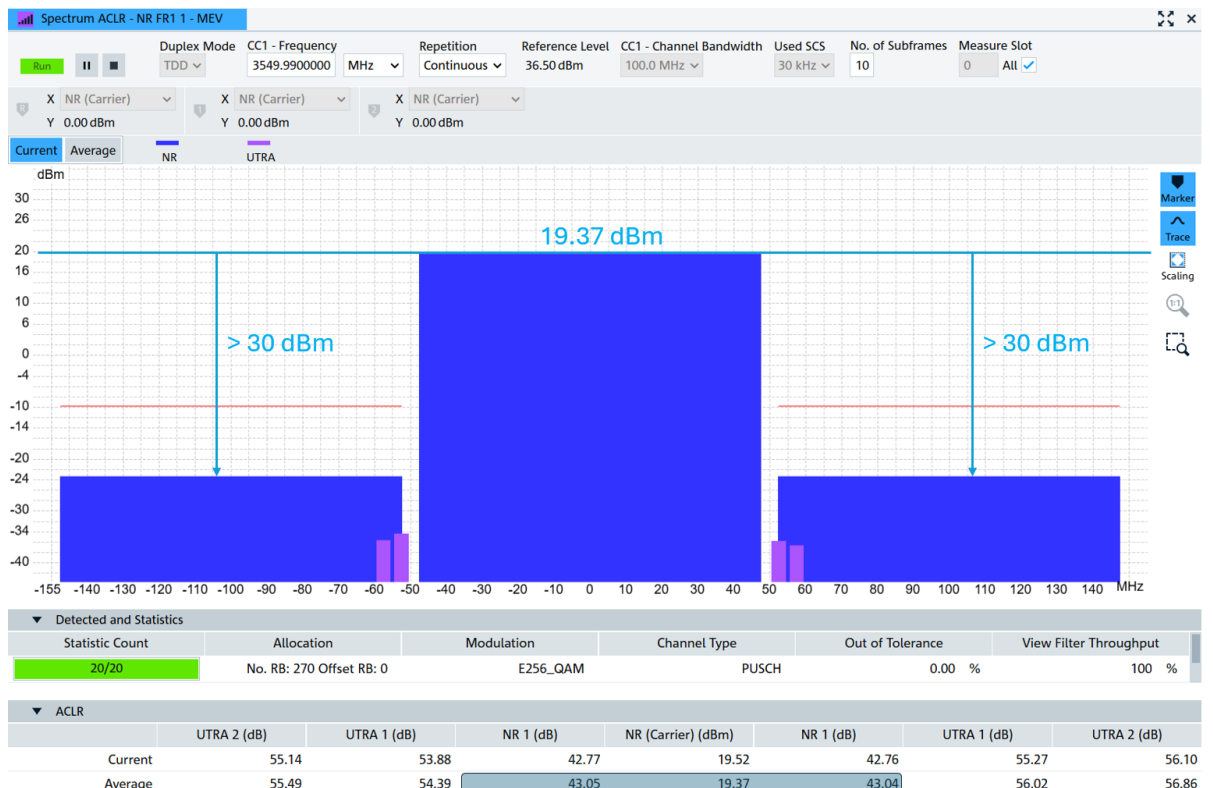 Spectrum ACLR - NR FR1 1 - MEV
Duplex Mode CC1 - Frequency Repetition Reference Level CC1 - Channel Bandwidth Used SCS No. of Subframes Measure Slot
Run TDD 3549.9900000 MHz Continuous 36.50 dBm 100.0 MHz 30 kHz 10 0 All
R X NR (Carrier) 1 X NR (Carrier) 2 X NR (Carrier)
Y 0.00 dBm Y 0.00 dBm Y 0.00 dBm
Current Average NR UTRA
dBm
30
26
20
16
10
6
0
-4
-10
-14
-20
-24
-30
-34
-40
19.37 dBm
> 30 dBm > 30 dBm
-155 -140 -130 -120 -110 -100 -90 -80 -70 -60 -50 -40 -30 -20 -10 0 10 20 30 40 50 60 70 80 90 100 110 120 130 140 MHz
Marker
Trace
Scaling
1:1
Detected and Statistics
Statistic Count Allocation Modulation Channel Type Out of Tolerance View Filter Throughput
20/20 No. RB: 270 Offset RB: 0 E256_QAM PUSCH 0.00 % 100 %
ACLR
UTRA 2 (dB) UTRA 1 (dB) NR 1 (dB) NR (Carrier) (dBm) NR 1 (dB) UTRA 1 (dB) UTRA 2 (dB)
Current 55.14 53.88 42.77 19.52 42.76 55.27 56.10
Average 55.49 54.39 43.05 19.37 43.04 56.02 56.86